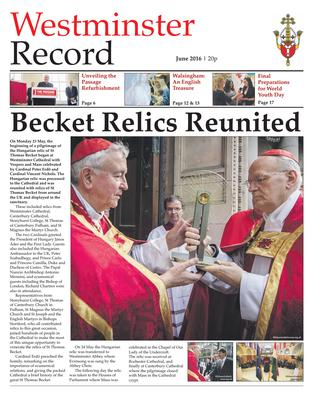 Westminster
Record
June 2016 | 20p
Unveiling the
Passage
Refurbishment
Page 6
Walsingham:
An English
Treasure
Page 12 & 13
Final
Preparations
for World
Youth Day
Page 17
Becket Relics Reunited
On Monday 23 May, the
beginning of a pilgrimage of
the Hungarian relic of St
Thomas Becket began at
Westminster Cathedral with
Vespers and Mass celebrated
by Cardinal Peter Erdő and
Cardinal Vincent Nichols. The
Hungarian relic was processed
to the Cathedral and was
reunited with relics of St
Thomas Becket from around
the UK and displayed in the
sanctuary.
These included relics from
Westminster Cathedral,
Canterbury Cathedral,
Stonyhurst College, St Thomas
of Canterbury Fulham, and St
Magnus the Martyr Church.
The two Cardinals greeted
the President of Hungary János
Áder and the First Lady. Guests
also included the Hungarian
Ambassador to the UK, Peter
Szabadhegy, and Prince Carlo
and Princess Camilla, Duke and
Duchess of Castro. The Papal
Nuncio Archbishop Antonio
Mennini, and ecumenical
guests including the Bishop of
London, Richard Chartres were
also in attendance.
Representatives from
Stonyhurst College, St Thomas
of Canterbury Church in
Fulham, St Magnus the Martyr
Church and St Joseph and the
English Martyrs in Bishops
Stortford, who all contributed
relics to this great occasion,
joined hundreds of people in
the Cathedral to make the most
of this unique opportunity to
venerate the relics of St Thomas
Becket.
Cardinal Erdő preached the
homily, remarking on the
importance of ecumenical
relations, and giving the packed
Cathedral a brief history of the
great St Thomas Becket
On 24 May the Hungarian
relic was transferred to
Westminster Abbey where
Evensong was sung by the
Abbey Choir.
The following day the relic
was taken to the Houses of
Parliament where Mass was
celebrated in the Chapel of Our
Lady of the Undercroft.
The relic was received at
Rochester Cathedral, and
finally at Canterbury Cathedral
where the pilgrimage closed
with Mass in the Cathedral
crypt.